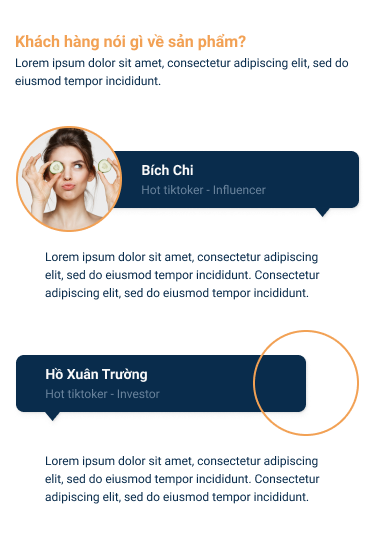 Khách hàng nói gì về sản phẩm?
Lorem ipsum dolor sit amet, consectetur adipiscing elit, sed do
eiusmod tempor incididunt.
Bích Chi
Hot tiktoker - Influencer
Lorem ipsum dolor sit amet, consectetur adipiscing
elit, sed do eiusmod tempor incididunt. Consectetur
adipiscing elit, sed do eiusmod tempor incididunt.
Hồ Xuân Trường
Hot tiktoker - Investor
Lorem ipsum dolor sit amet, consectetur adipiscing
elit, sed do eiusmod tempor incididunt. Consectetur
adipiscing elit, sed do eiusmod tempor incididunt.